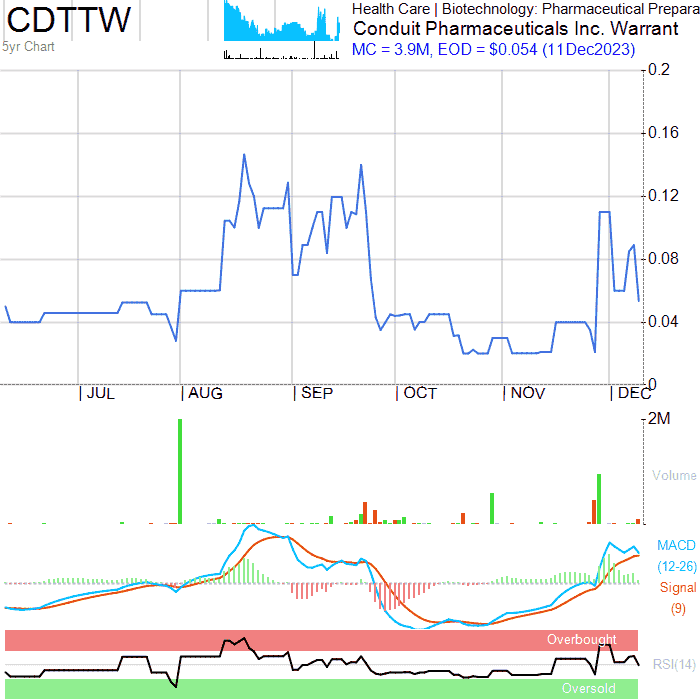 CDTTW
5yr Chart
Health Care | Biotechnology: Pharmaceutical Prepara
Conduit Pharmaceuticals Inc. Warrant
MC = 3.9M, EOD = $0.054 (11Dec2023)
0.2
0.16
0.12
0.08
0.04
0
| JUL | AUG | SEP | OCT | NOV | DEC
2M
Volume
MACD
(12-26)
Signal
(9)
Overbought
RSI(14)
Oversold